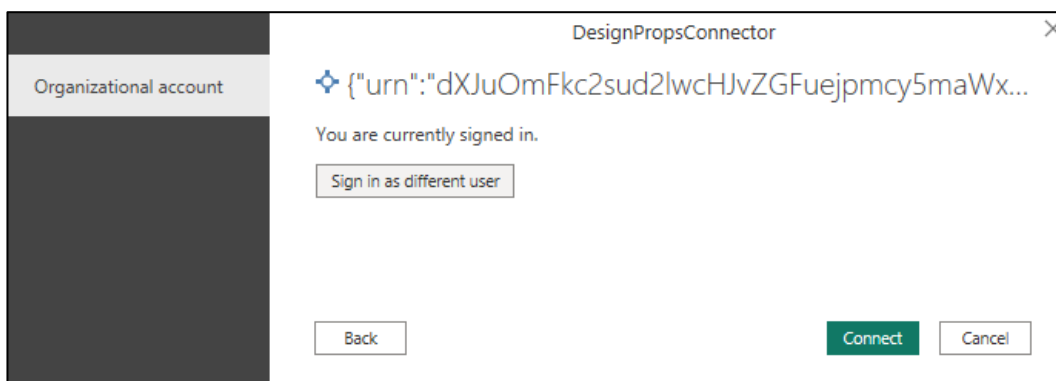 DesignPropsConnector
Organizational account
{"urn":"dXJuOmFkc2sud2lwcHJvZGFuejpmcy5maWx...
You are currently signed in.
Sign in as different user
Back
Connect
Cancel